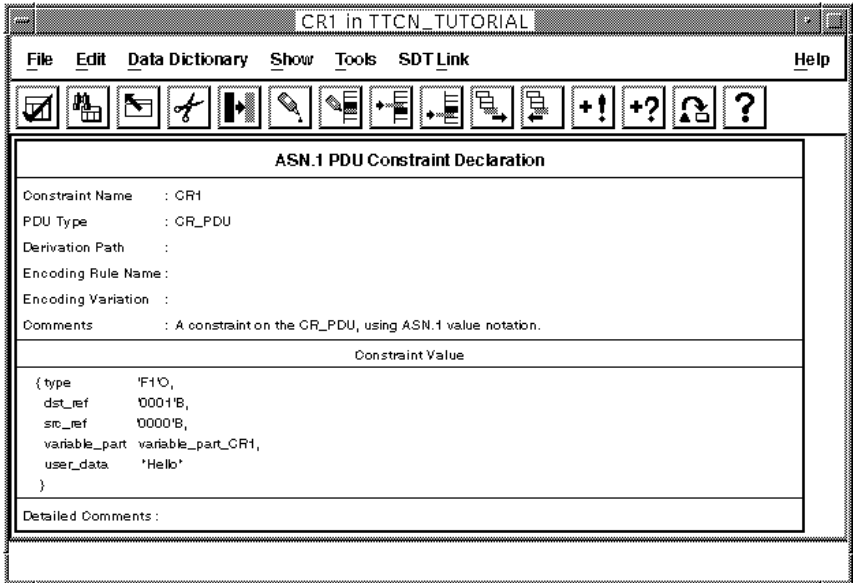 CR1 in TTCN_TUTORIAL
File Edit Data Dictionary Show Tools SDT Link Help
+! +? ?
ASN.1 PDU Constraint Declaration
Constraint Name : CR1
PDU Type : CR_PDU
Derivation Path :
Encoding Rule Name :
Encoding Variation :
Comments : A constraint on the CR_PDU, using ASN.1 value notation.
Constraint Value
{ type 'F1'O,
dst_ref '0001'B,
src_ref '0000'B,
variable_part variable_part_CR1,
user_data "Hello"
}
Detailed Comments :